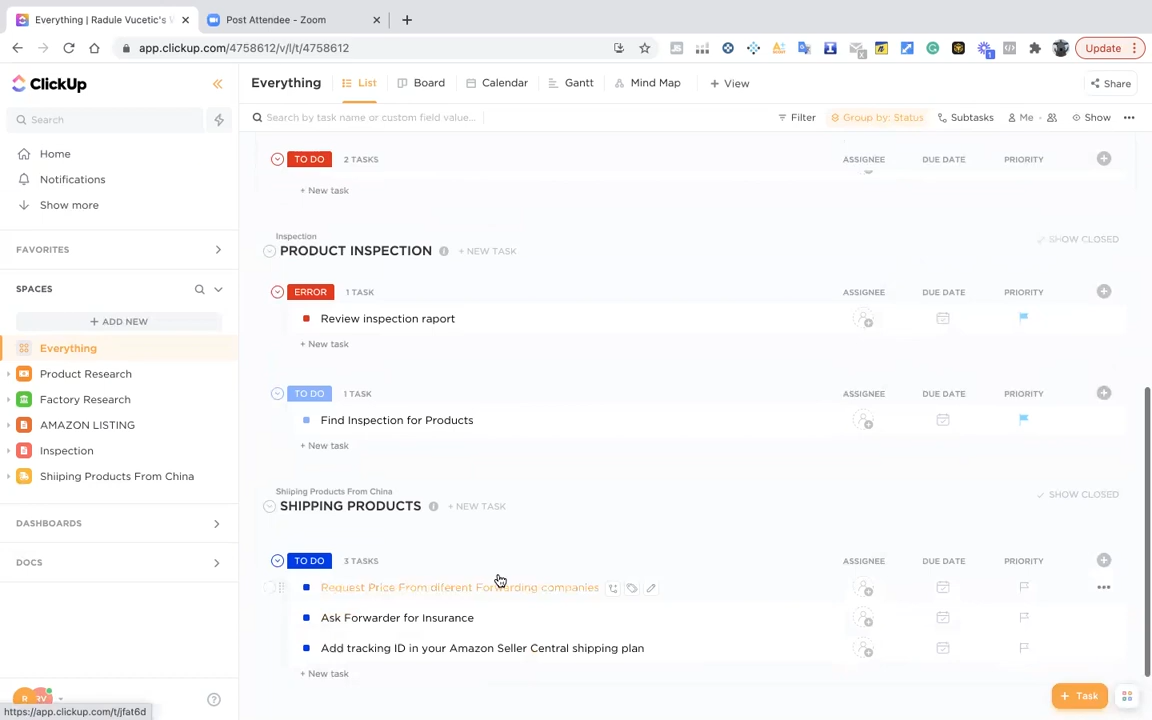 Everything | Radule Vucetic's W
Post Attendee - Zoom
app.clickup.com/4758612/v/l/t/4758612
Update
ClickUp
Everything
List
Board
Calendar
Gantt
Mind Map
+ View
Share
Search
Search by task name or custom field value...
Filter
Group by: Status
Subtasks
Me
Show
Home
Notifications
Show more
FAVORITES
SPACES
+ ADD NEW
Everything
Product Research
Factory Research
AMAZON LISTING
Inspection
Shiiping Products From China
DASHBOARDS
DOCS
TO DO 2 TASKS ASSIGNEE DUE DATE PRIORITY
+ New task
Inspection
PRODUCT INSPECTION + NEW TASK SHOW CLOSED
ERROR 1 TASK ASSIGNEE DUE DATE PRIORITY
Review inspection raport
+ New task
TO DO 1 TASK ASSIGNEE DUE DATE PRIORITY
Find Inspection for Products
+ New task
Shiiping Products From China
SHIPPING PRODUCTS + NEW TASK SHOW CLOSED
TO DO 3 TASKS ASSIGNEE DUE DATE PRIORITY
Request Price From diferent Forwarding companies
Ask Forwarder for Insurance
Add tracking ID in your Amazon Seller Central shipping plan
+ New task
R RV
+ Task
https://app.clickup.com/t/jfat6d